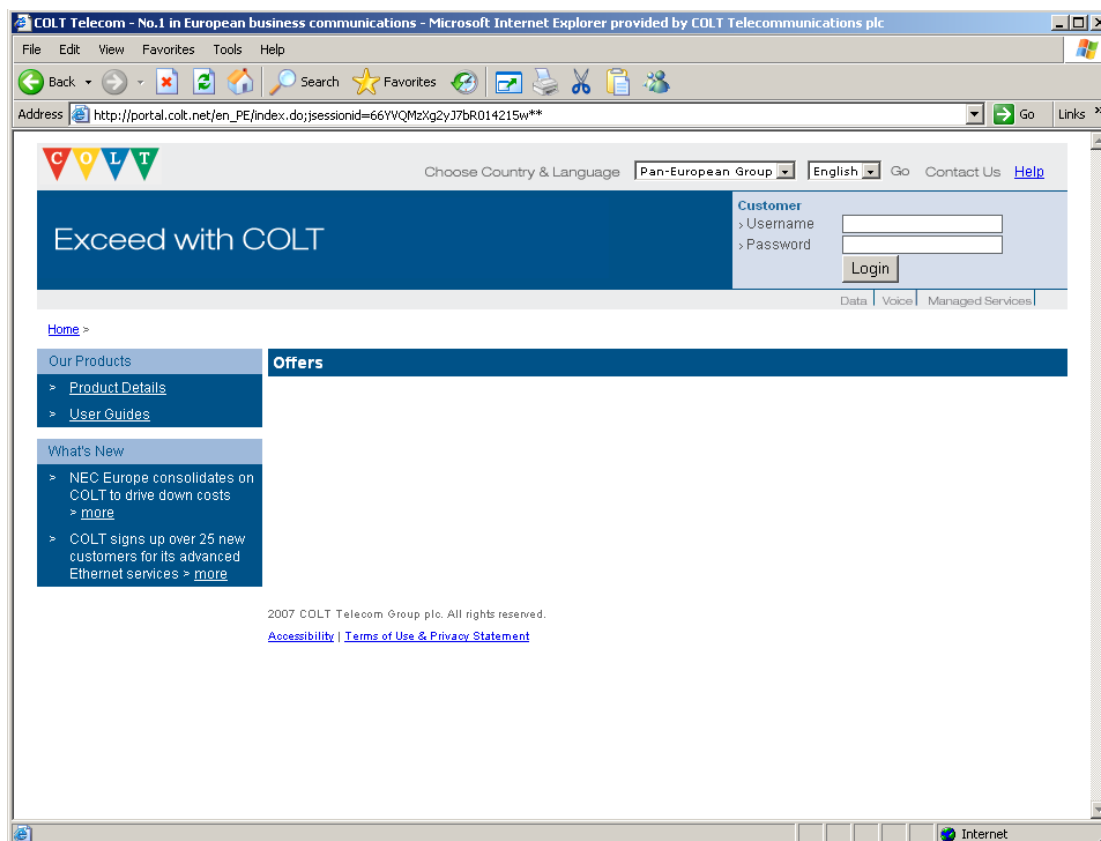 COLT Telecom - No.1 in European business communications - Microsoft Internet Explorer provided by COLT Telecommunications plc
File Edit View Favorites Tools Help
Back Search Favorites
Address http://portal.colt.net/en_PE/index.do;jsessionid=66YVQMzXg2yJ7bR014215w** Go Links »
COLT
Choose Country & Language Pan-European Group English Go Contact Us Help
Exceed with COLT
Customer
› Username
› Password
Login
Data | Voice | Managed Services |
Home >
Our Products
> Product Details
> User Guides
Offers
What's New
> NEC Europe consolidates on
COLT to drive down costs
> more
> COLT signs up over 25 new
customers for its advanced
Ethernet services > more
2007 COLT Telecom Group plc. All rights reserved.
Accessibility | Terms of Use & Privacy Statement
Internet